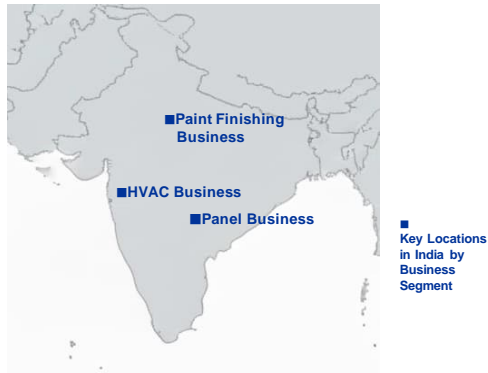 ■Paint Finishing
Business
■HVAC Business
■Panel Business
■
Key Locations
in India by
Business
Segment